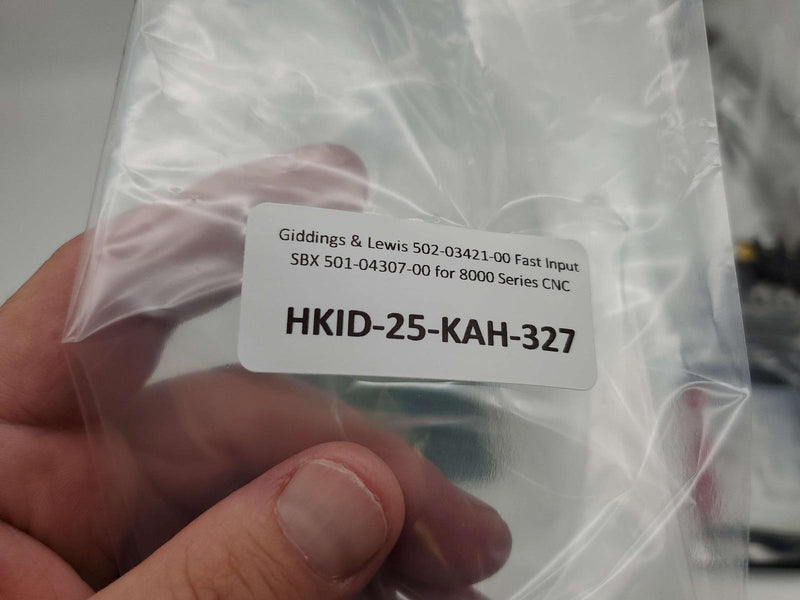 Giddings & Lewis 502-03421-00 Fast Input
SBX 501-04307-00 for 8000 Series CNC
HKID-25-KAH-327